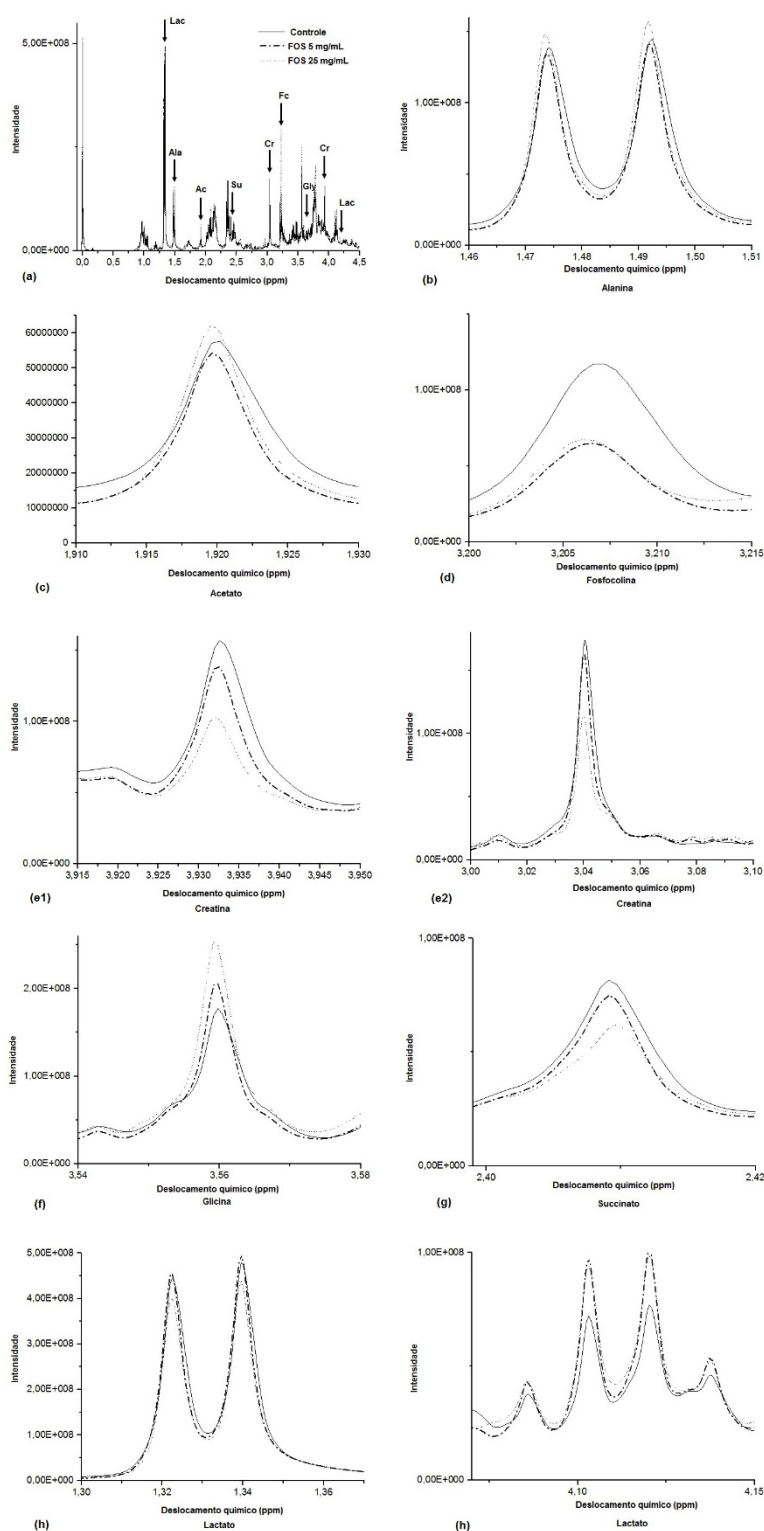 Lac
Controle
FOS 5 mg/mL
FOS 25 mg/mL
5,00E+008
Fc
Intensidade
Ala
Cr
Cr
Ac
Su
Gly
Lac
0,00E+000
0,0 0,5 1,0 1,5 2,0 2,5 3,0 3,5 4,0 4,5
Deslocamento químico (ppm)
(a)
Intensidade
1,00E+008
0,00E+000
1,46 1,47 1,48 1,49 1,50 1,51
Deslocamento químico (ppm)
(b)
Alanina
Intensidade
60000000
50000000
40000000
30000000
20000000
10000000
0
1,910 1,915 1,920 1,925 1,930
Deslocamento químico (ppm)
(c)
Acetato
Intensidade
1,00E+008
0,00E+000
3,200 3,205 3,210 3,215
Deslocamento químico (ppm)
(d)
Fosfocolina
Intensidade
1,00E+008
0,00E+000
3,915 3,920 3,925 3,930 3,935 3,940 3,945 3,950
Deslocamento químico (ppm)
(e1)
Creatina
Intensidade
1,00E+008
0,00E+000
3,00 3,02 3,04 3,06 3,08 3,10
Deslocamento químico (ppm)
(e2)
Creatina
Intensidade
2,00E+008
1,00E+008
0,00E+000
3,54 3,56 3,58
Deslocamento químico (ppm)
(f)
Glicina
1,00E+008
Intensidade
0,00E+000
2,40 2,42
Deslocamento químico (ppm)
(g)
Succinato
5,00E+008
4,00E+008
Intensidade
3,00E+008
2,00E+008
1,00E+008
0,00E+000
1,30 1,32 1,34 1,36
Deslocamento químico (ppm)
(h)
Lactato
1,00E+008
Intensidade
0,00E+000
4,10 4,15
Deslocamento químico (ppm)
(h)
Lactato